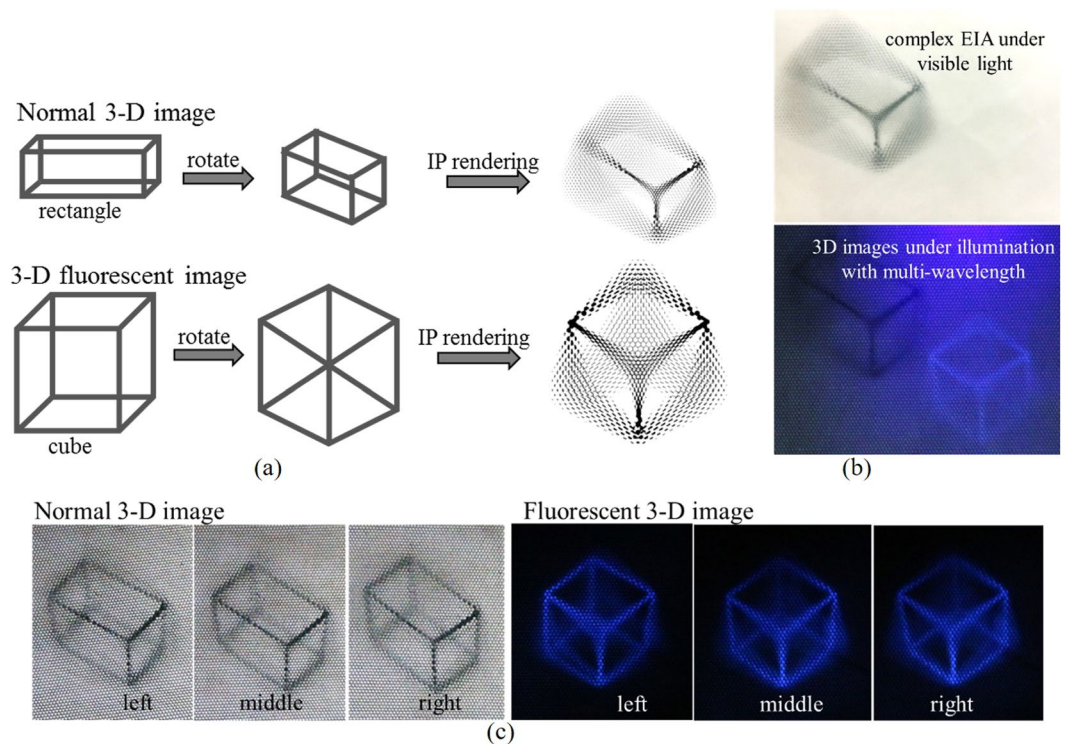 Normal 3-D image
rotate
IP rendering
rectangle
3-D fluorescent image
rotate
IP rendering
cube
(a)
complex EIA under
visible light
3D images under illumination
with multi-wavelength
(b)
Normal 3-D image
Fluorescent 3-D image
left
middle
right
left
middle
right
(c)